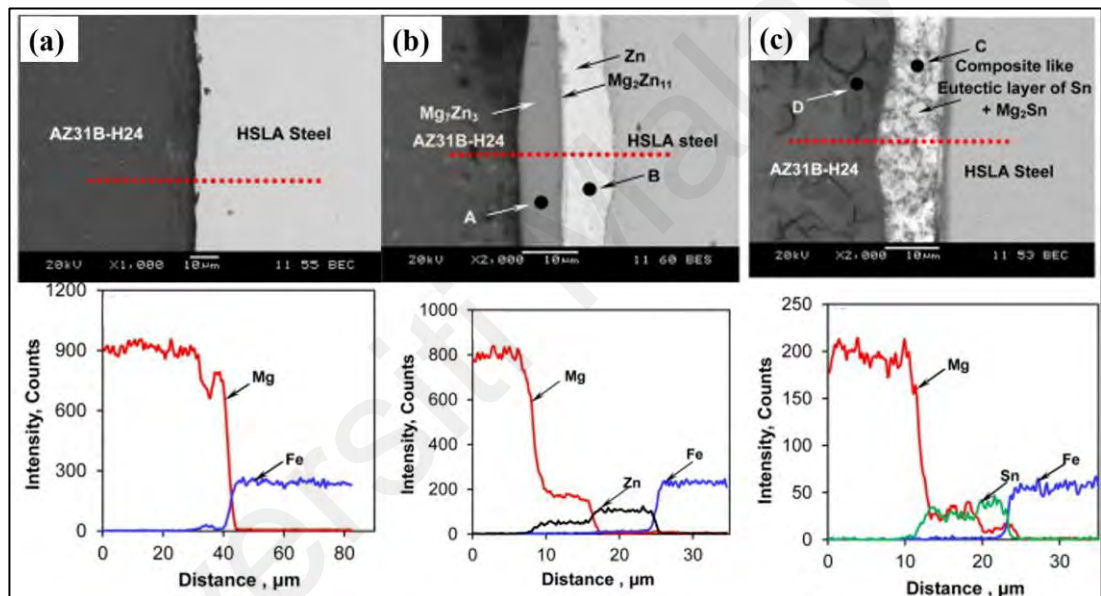 (a)
AZ31B-H24
HSLA Steel
20kV X1,000 10µm 11 55 BEC
(b)
Zn
Mg2Zn11
Mg7Zn3
AZ31B-H24
HSLA steel
B
A
20kV X2,000 10µm 11 60 BES
(c)
C
Composite like
Eutectic layer of Sn
+ Mg2Sn
D
AZ31B-H24
HSLA Steel
20kV X2,000 10µm 11 53 BEC
1200
900
600
300
0
Intensity, Counts
Mg
Fe
0 20 40 60 80
Distance , µm
1000
800
600
400
200
0
Intensity, Counts
Mg
Zn
Fe
0 10 20 30
Distance , µm
250
200
150
100
50
0
Intensity, Counts
Mg
Sn
Fe
0 10 20 30
Distance , µm